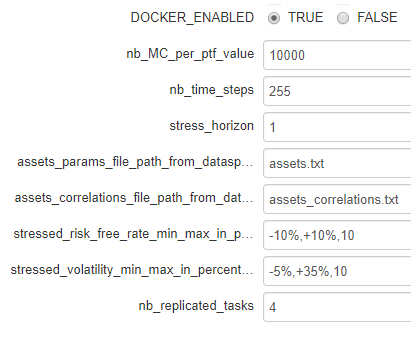 DOCKER_ENABLED TRUE FALSE
nb_MC_per_ptf_value 10000
nb_time_steps 255
stress_horizon 1
assets_params_file_path_from_datasp... assets.txt
assets_correlations_file_path_from_dat... assets_correlations.txt
stressed_risk_free_rate_min_max_in_p... -10%,+10%,10
stressed_volatility_min_max_in_percent... -5%,+35%,10
nb_replicated_tasks 4